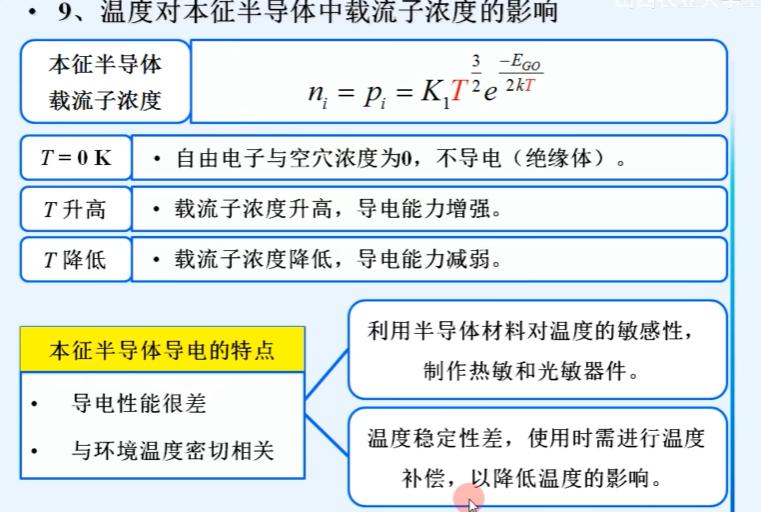 • 9、温度对本征半导体中载流子浓度的影响
本征半导体
载流子浓度
nᵢ = pᵢ = K₁T^(3/2) e^(−E_GO/2kT)
T = 0 K
• 自由电子与空穴浓度为0，不导电（绝缘体）。
T 升高
• 载流子浓度升高，导电能力增强。
T 降低
• 载流子浓度降低，导电能力减弱。
本征半导体导电的特点
• 导电性能很差
• 与环境温度密切相关
利用半导体材料对温度的敏感性，
制作热敏和光敏器件。
温度稳定性差，使用时需进行温度
补偿，以降低温度的影响。